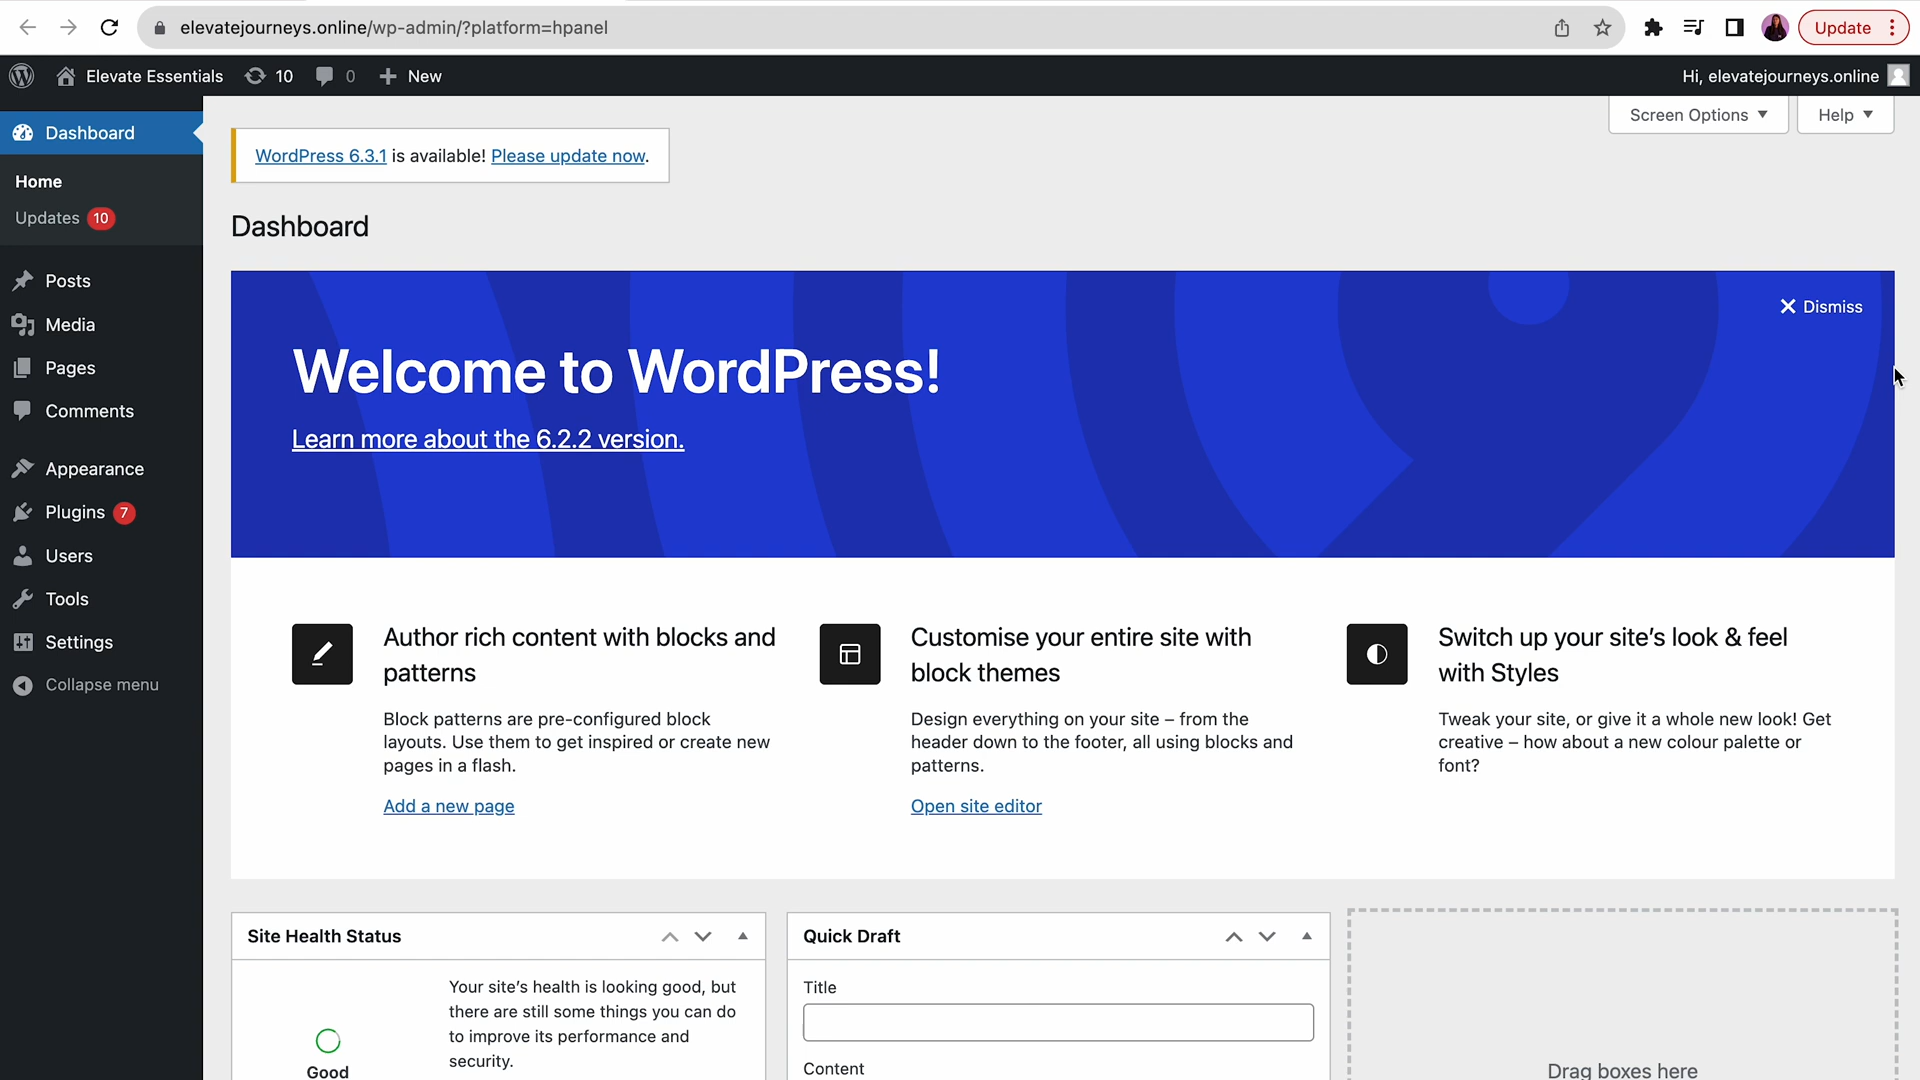 elevatejourneys.online/wp-admin/?platform=hpanel
Update
Elevate Essentials
10
0
New
Hi, elevatejourneys.online
Dashboard
Home
Updates 10
Posts
Media
Pages
Comments
Appearance
Plugins 7
Users
Tools
Settings
Collapse menu
Screen Options
Help
WordPress 6.3.1 is available! Please update now.
Dashboard
Dismiss
Welcome to WordPress!
Learn more about the 6.2.2 version.
Author rich content with blocks and
patterns
Block patterns are pre-configured block
layouts. Use them to get inspired or create new
pages in a flash.
Add a new page
Customise your entire site with
block themes
Design everything on your site – from the
header down to the footer, all using blocks and
patterns.
Open site editor
Switch up your site’s look & feel
with Styles
Tweak your site, or give it a whole new look! Get
creative – how about a new colour palette or
font?
Site Health Status
Good
Your site’s health is looking good, but
there are still some things you can do
to improve its performance and
security.
Quick Draft
Title
Content
Drag boxes here